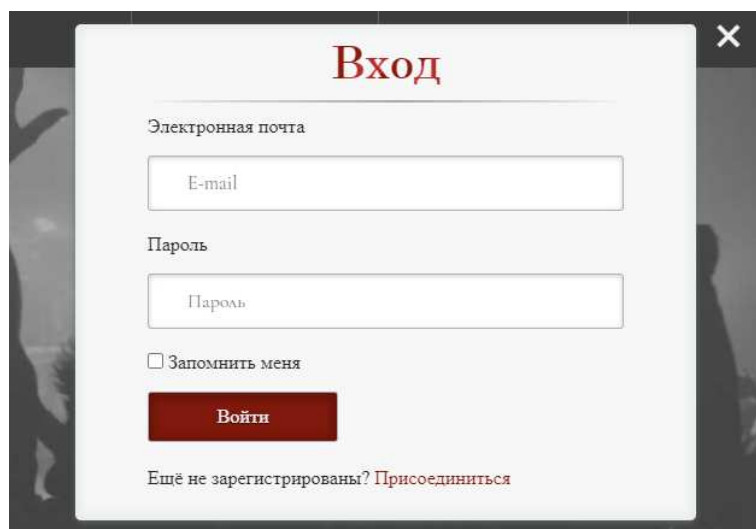 Вход
Электронная почта
E-mail
Пароль
Пароль
Запомнить меня
Войти
Ещё не зарегистрированы? Присоединиться